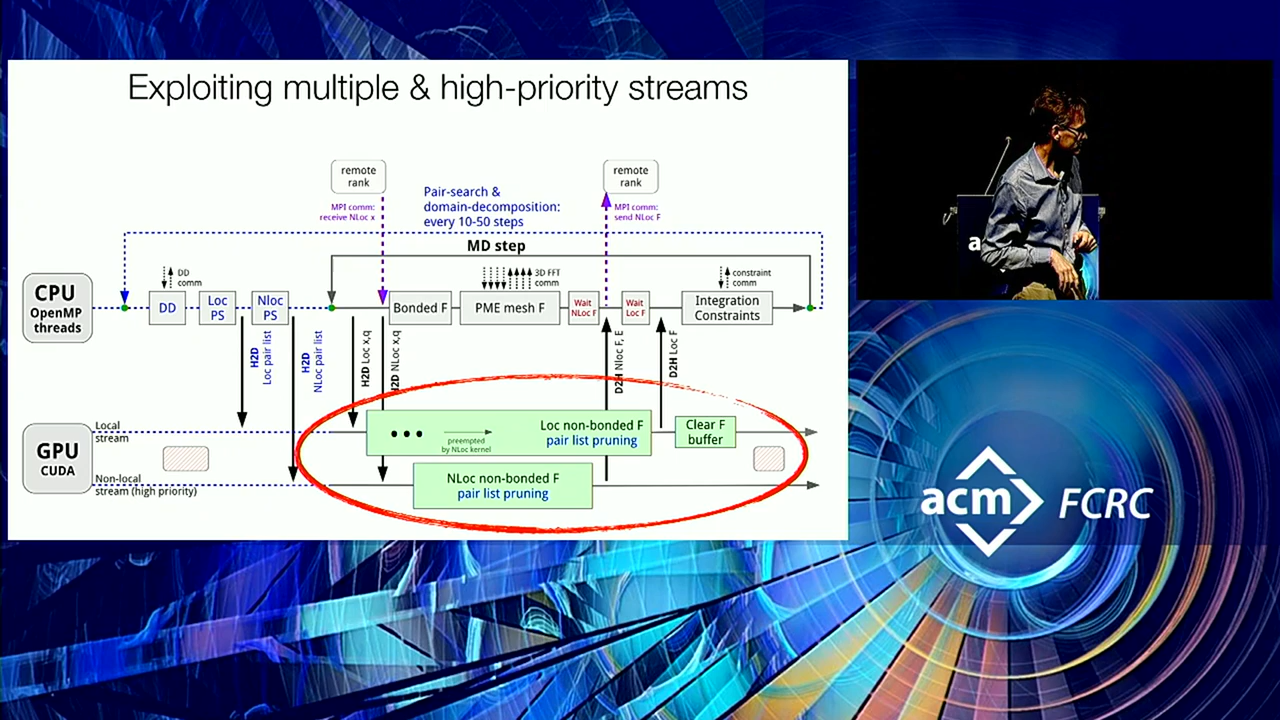 Exploiting multiple & high-priority streams
remote
rank
remote
rank
MPI comm:
receive NLoc x
Pair-search &
domain-decomposition:
every 10-50 steps
MPI comm:
send NLoc F
MD step
DD
comm
3D FFT
comm
constraint
comm
CPU
OpenMP
threads
DD
Loc
PS
Nloc
PS
Bonded F
PME mesh F
Wait
NLoc F
Wait
Loc F
Integration
Constraints
H2D
Loc pair list
H2D
NLoc pair list
H2D Loc x,q
H2D NLoc x,q
D2H Nloc F, E
D2H Loc F
GPU
CUDA
Local
stream
preempted
by NLoc kernel
Loc non-bonded F
pair list pruning
Clear F
buffer
Non-local
stream (high priority)
NLoc non-bonded F
pair list pruning
a
acm FCRC